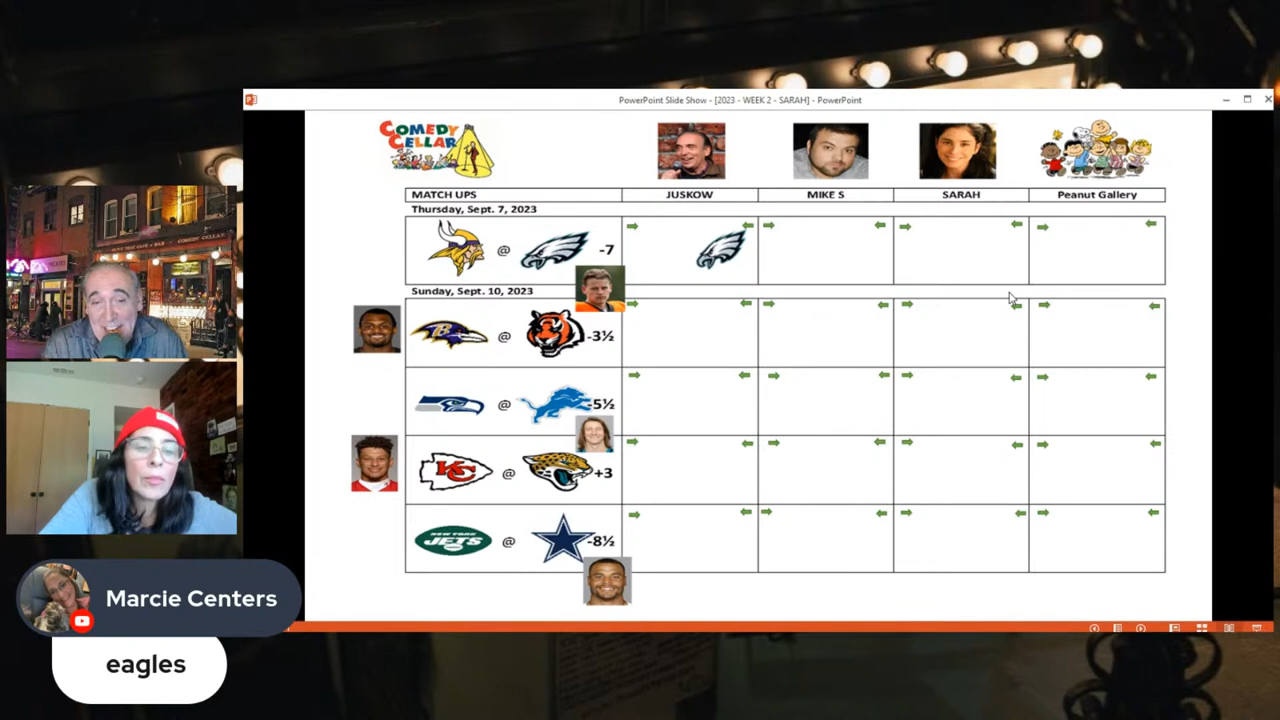 PowerPoint Slide Show - [2023 - WEEK 2 - SARAH] - PowerPoint
COMEDY
CELLAR
MATCH UPS JUSKOW MIKE S SARAH Peanut Gallery
Thursday, Sept. 7, 2023
@ -7
Sunday, Sept. 10, 2023
@ -3½
@ -5½
KC @ +3
NEW YORK
JETS @ -8½
Marcie Centers
eagles